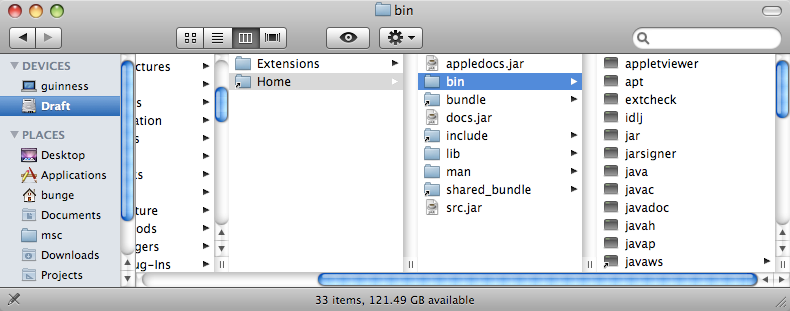 bin
DEVICES
guinness
Draft
PLACES
Desktop
Applications
bunge
Documents
msc
Downloads
Projects
ctures
s
ation
s
s
ture
ods
gers
ug-Ins
Extensions
Home
appledocs.jar
bin
bundle
docs.jar
include
lib
man
shared_bundle
src.jar
appletviewer
apt
extcheck
idlj
jar
jarsigner
java
javac
javadoc
javah
javap
javaws
33 items, 121.49 GB available